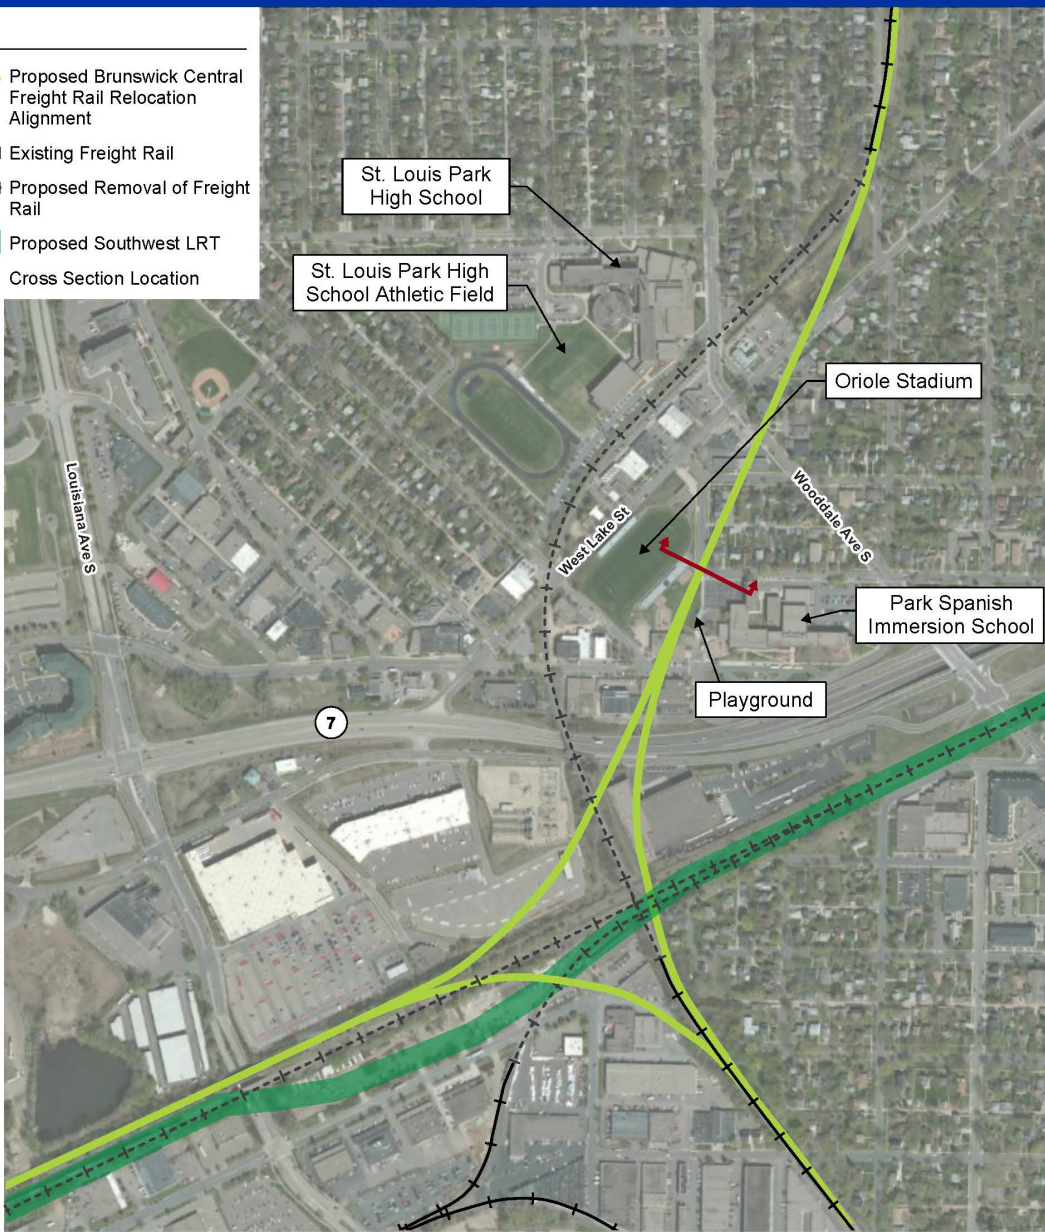 Proposed Brunswick Central
Freight Rail Relocation
Alignment
Existing Freight Rail
Proposed Removal of Freight
Rail
Proposed Southwest LRT
Cross Section Location
St. Louis Park
High School
St. Louis Park High
School Athletic Field
Oriole Stadium
Louisiana Ave S
West Lake St
Wooddale Ave S
Park Spanish
Immersion School
Playground
7